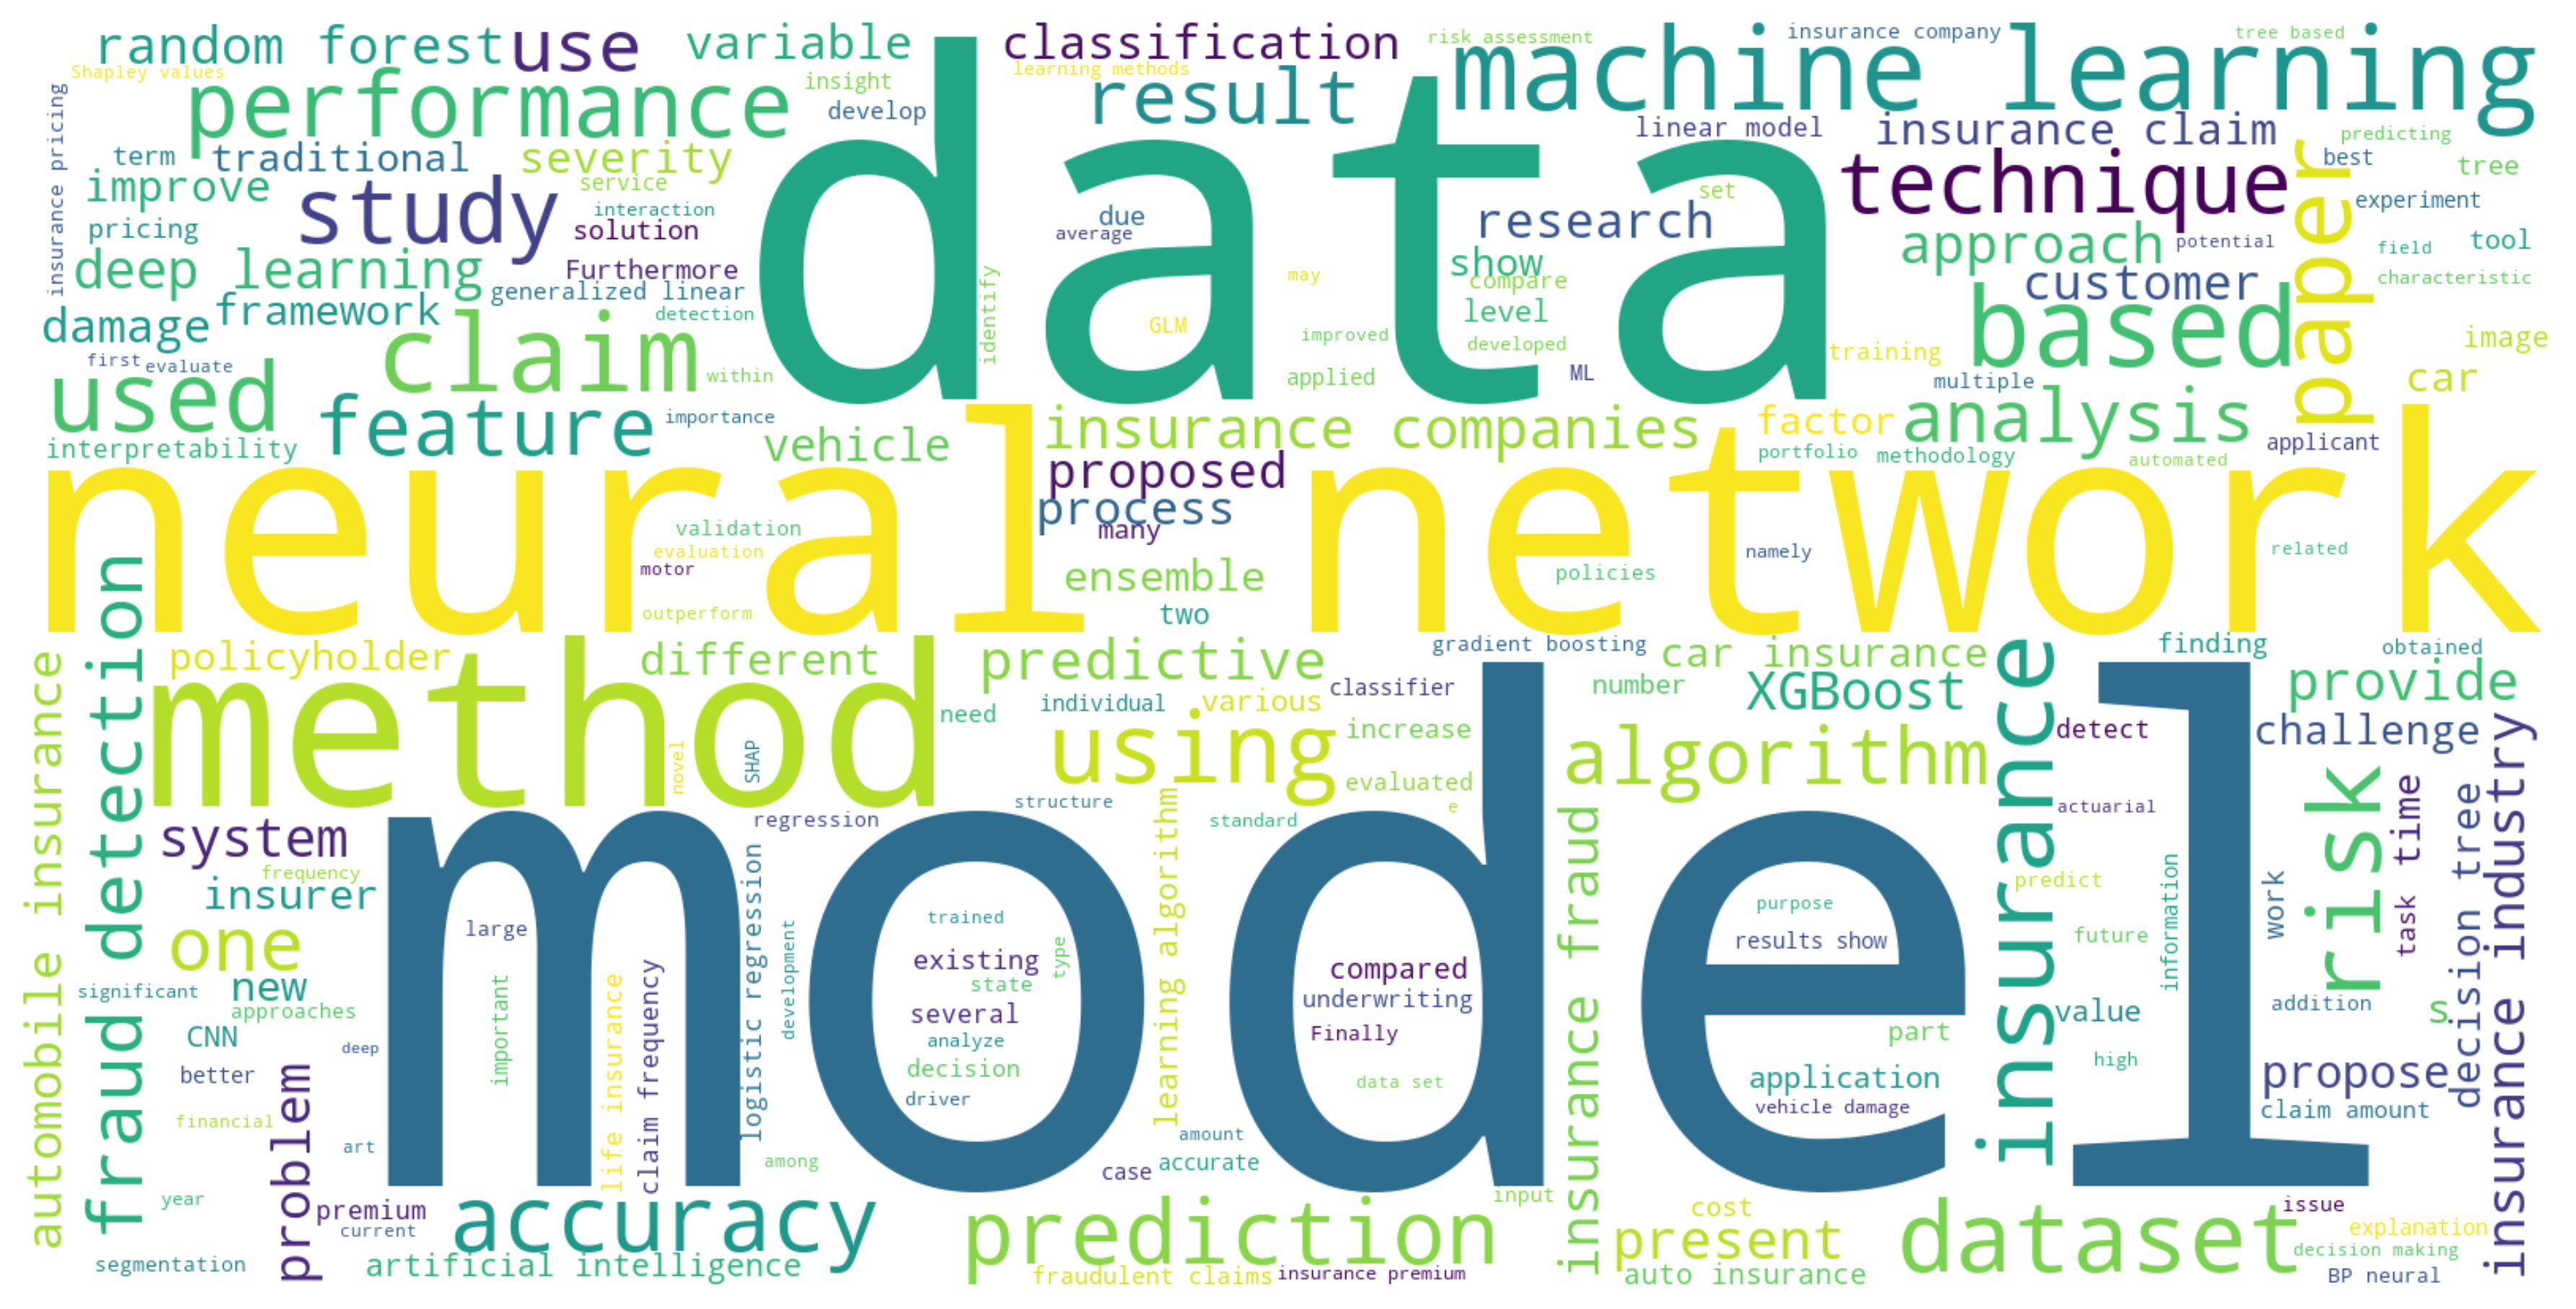 random forest
use
variable
classification
risk assessment
insurance company
tree based
Shapley values
insight
learning methods
machine learning
performance
develop
result
data
linear model
insurance claim
predicting
insurance pricing
term
traditional
severity
best
tree
improve
service
set
technique
paper
experiment
study
interaction
due
research
pricing
solution
average
approach
potential
field
tool
deep learning
Furthermore
show
may
compare
customer
characteristic
generalized linear
identify
framework
detection
level
damage
GLM
improved
developed
based
image
claim
first
evaluate
within
applied
ML
training
multiple
car
used
feature
importance
vehicle
insurance companies
factor
analysis
applicant
interpretability
proposed
portfolio
methodology
automated
neural network
process
validation
many
evaluation
motor
namely
related
ensemble
policies
outperform
two
fraud detection
automobile insurance
policyholder
different
predictive
gradient boosting
car insurance
finding
obtained
method
need
individual
various
classifier
number
XGBoost
insurance
provide
novel
SHAP
using
increase
algorithm
detect
challenge
insurance industry
evaluated
structure
e
learning algorithm
actuarial
risk
task time
decision tree
system
regression
standard
insurance fraud
model
frequency
insurer
logistic regression
predict
information
work
one
large
trained
purpose
development
existing
type
results show
future
significant
new
important
life insurance
claim frequency
state
compared
underwriting
approaches
several
value
addition
s
CNN
deep
analyze
Finally
part
high
better
decision
data set
application
propose
problem
driver
vehicle damage
claim amount
financial
art
amount
among
case
accurate
year
premium
current
accuracy
prediction
input
cost
present
dataset
issue
explanation
segmentation
artificial intelligence
fraudulent claims
insurance premium
auto insurance
decision making
BP neural